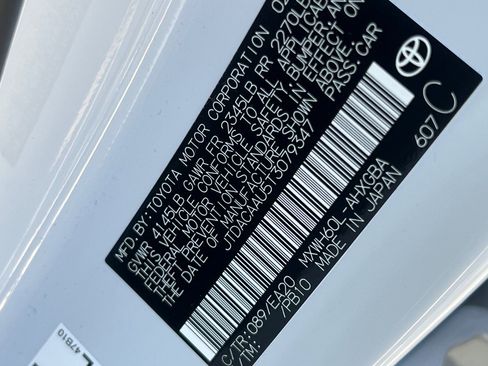 MFD. BY: TOYOTA MOTOR CORPORATION
GVWR 4145LB GAWR FR 2345LB RR 2270LB
THIS VEHICLE CONFORMS TO ALL APPLICABLE
FEDERAL MOTOR VEHICLE SAFETY, BUMPER, AND
THEFT PREVENTION STANDARDS IN EFFECT ON
THE DATE OF MANUFACTURE SHOWN ABOVE.
PASS. CAR
C
607
MXWH60L-AHXGBA
MADE IN JAPAN
C/TR:089/EA20
/TM: /PB10
47B10